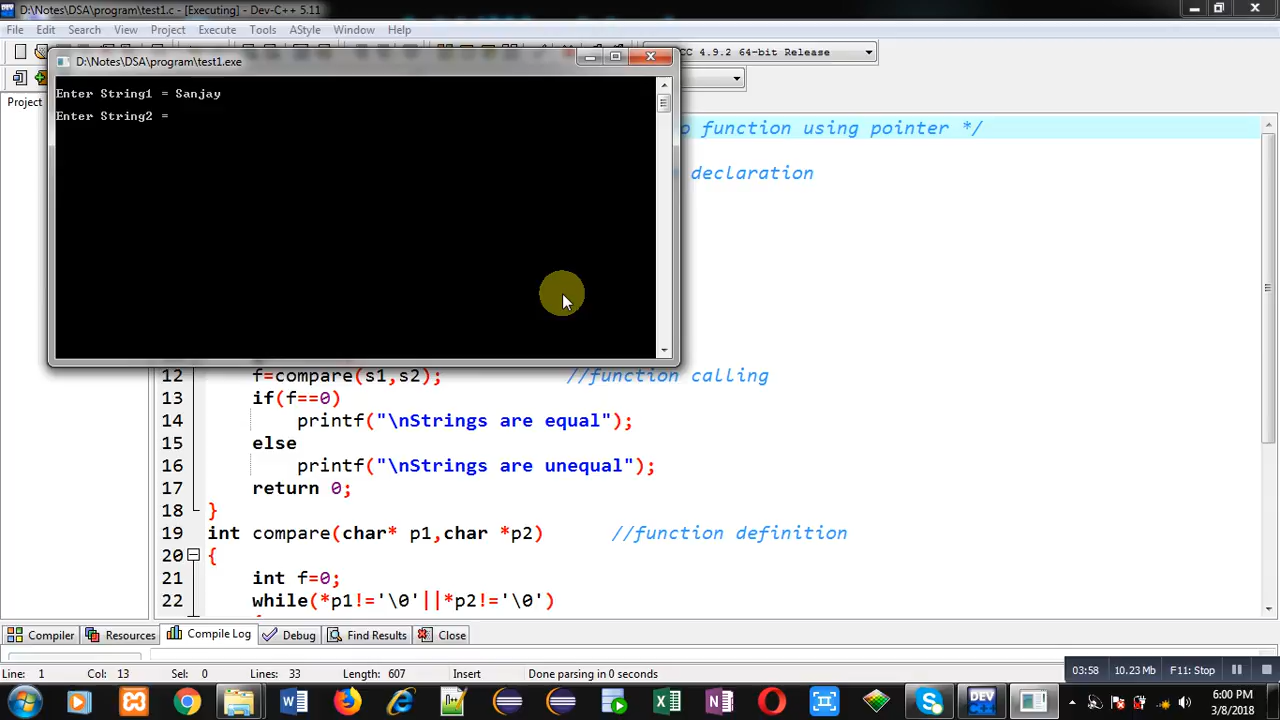 D:\Notes\DSA\program\test1.c - [Executing] - Dev-C++ 5.11
File Edit Search View Project Execute Tools AStyle Window Help
CC 4.9.2 64-bit Release
D:\Notes\DSA\program\test1.exe
Enter String1 = Sanjay
Enter String2 =
Project
o function using pointer */
declaration
12 f=compare(s1,s2); //function calling
13 if(f==0)
14 printf("\nStrings are equal");
15 else
16 printf("\nStrings are unequal");
17 return 0;
18 }
19 int compare(char* p1,char *p2) //function definition
20 {
21 int f=0;
22 while(*p1!='\0'||*p2!='\0')
Compiler Resources Compile Log Debug Find Results Close
Line: 1 Col: 13 Sel: 0 Lines: 33 Length: 607 Insert Done parsing in 0 seconds
03:58 10.23 Mb F11: Stop
6:00 PM
3/8/2018